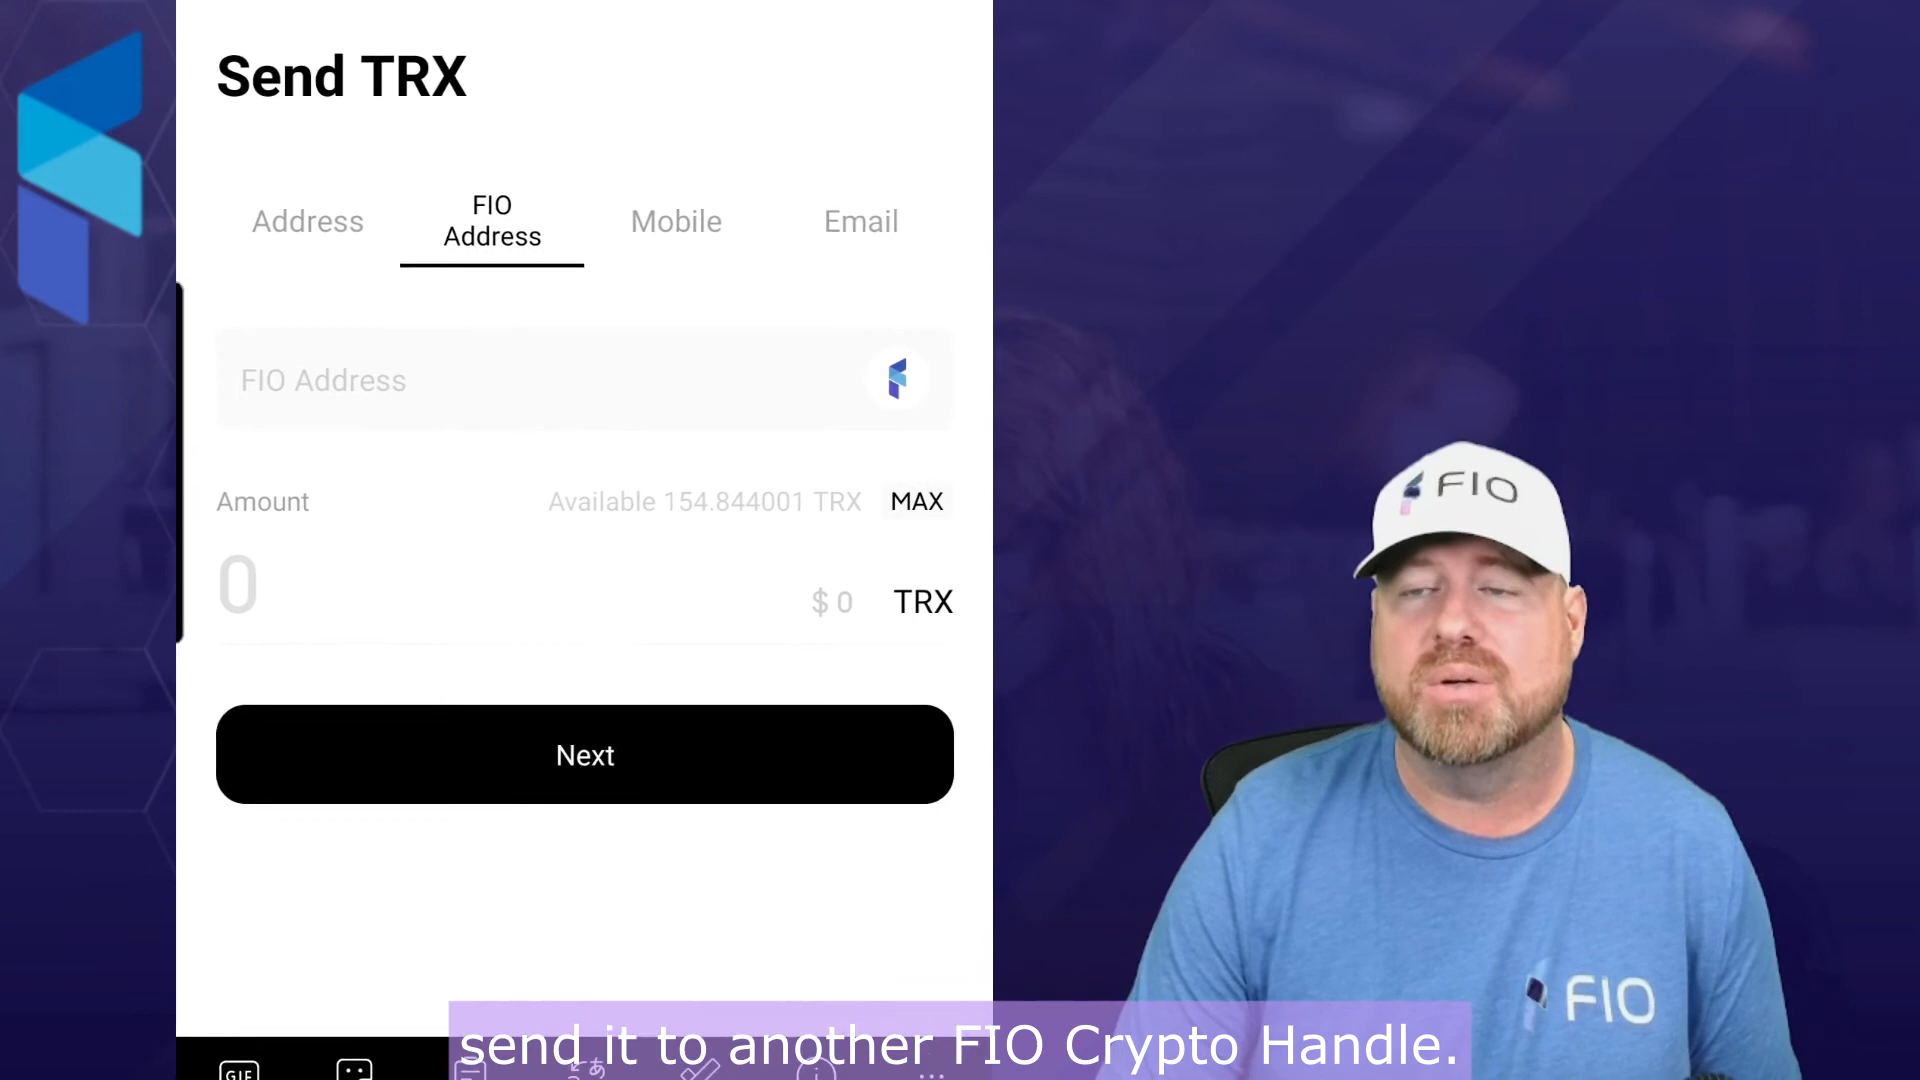 Send TRX
Address
FIO
Address
Mobile
Email
FIO Address
Amount
Available 154.844001 TRX
MAX
0
$ 0
TRX
Next
FIO
FIO
send it to another FIO Crypto Handle.
GIF